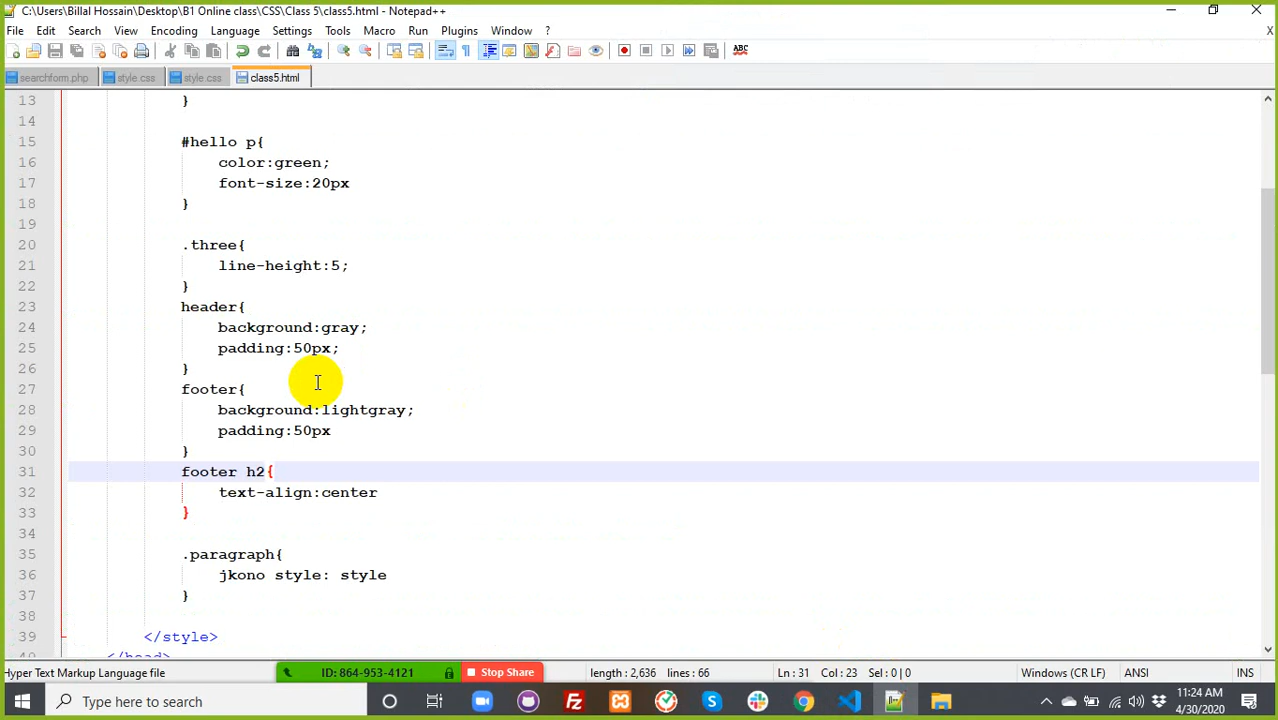 C:\Users\Billal Hossain\Desktop\B1 Online class\CSS\Class 5\class5.html - Notepad++
File Edit Search View Encoding Language Settings Tools Macro Run Plugins Window ? X
searchform.php style css style css class5.html
13 }
14
15 #hello p{
16 color:green;
17 font-size:20px
18 }
19
20 .three{
21 line-height:5;
22 }
23 header{
24 background:gray;
25 padding:50px;
26 }
27 footer{
28 background:lightgray;
29 padding:50px
30 }
31 footer h2{
32 text-align:center
33 }
34
35 .paragraph{
36 jkono style: style
37 }
38
39 </style>
40 </head>
Hyper Text Markup Language file ID: 864-953-4121 Stop Share length : 2,636 lines : 66 Ln : 31 Col : 23 Sel : 0 | 0 Windows (CR LF) ANSI INS
Type here to search 11:24 AM
4/30/2020